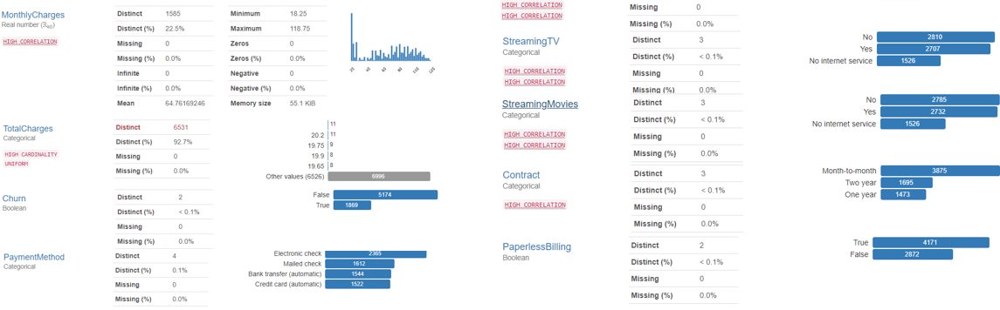 MonthlyCharges
Real number (ℝ≥0)
HIGH CORRELATION
Distinct 1585
Distinct (%) 22.5%
Missing 0
Missing (%) 0.0%
Infinite 0
Infinite (%) 0.0%
Mean 64.76169246
Minimum 18.25
Maximum 118.75
Zeros 0
Zeros (%) 0.0%
Negative 0
Negative (%) 0.0%
Memory size 55.1 KiB
20 40 60 80 100 120
TotalCharges
Categorical
HIGH CARDINALITY
UNIFORM
Distinct 6531
Distinct (%) 92.7%
Missing 0
Missing (%) 0.0%
11
20.2 11
19.75 9
19.9 8
19.65 8
Other values (6526) 6996
Churn
Boolean
Distinct 2
Distinct (%) < 0.1%
Missing 0
Missing (%) 0.0%
False 5174
True 1869
PaymentMethod
Categorical
Distinct 4
Distinct (%) 0.1%
Missing 0
Missing (%) 0.0%
Electronic check 2365
Mailed check 1612
Bank transfer (automatic) 1544
Credit card (automatic) 1522
HIGH CORRELATION
HIGH CORRELATION
Missing 0
Missing (%) 0.0%
StreamingTV
Categorical
HIGH CORRELATION
HIGH CORRELATION
Distinct 3
Distinct (%) < 0.1%
Missing 0
Missing (%) 0.0%
No 2810
Yes 2707
No internet service 1526
StreamingMovies
Categorical
HIGH CORRELATION
HIGH CORRELATION
Distinct 3
Distinct (%) < 0.1%
Missing 0
Missing (%) 0.0%
No 2785
Yes 2732
No internet service 1526
Contract
Categorical
HIGH CORRELATION
Distinct 3
Distinct (%) < 0.1%
Missing 0
Missing (%) 0.0%
Month-to-month 3875
Two year 1695
One year 1473
PaperlessBilling
Boolean
Distinct 2
Distinct (%) < 0.1%
Missing 0
Missing (%) 0.0%
True 4171
False 2872